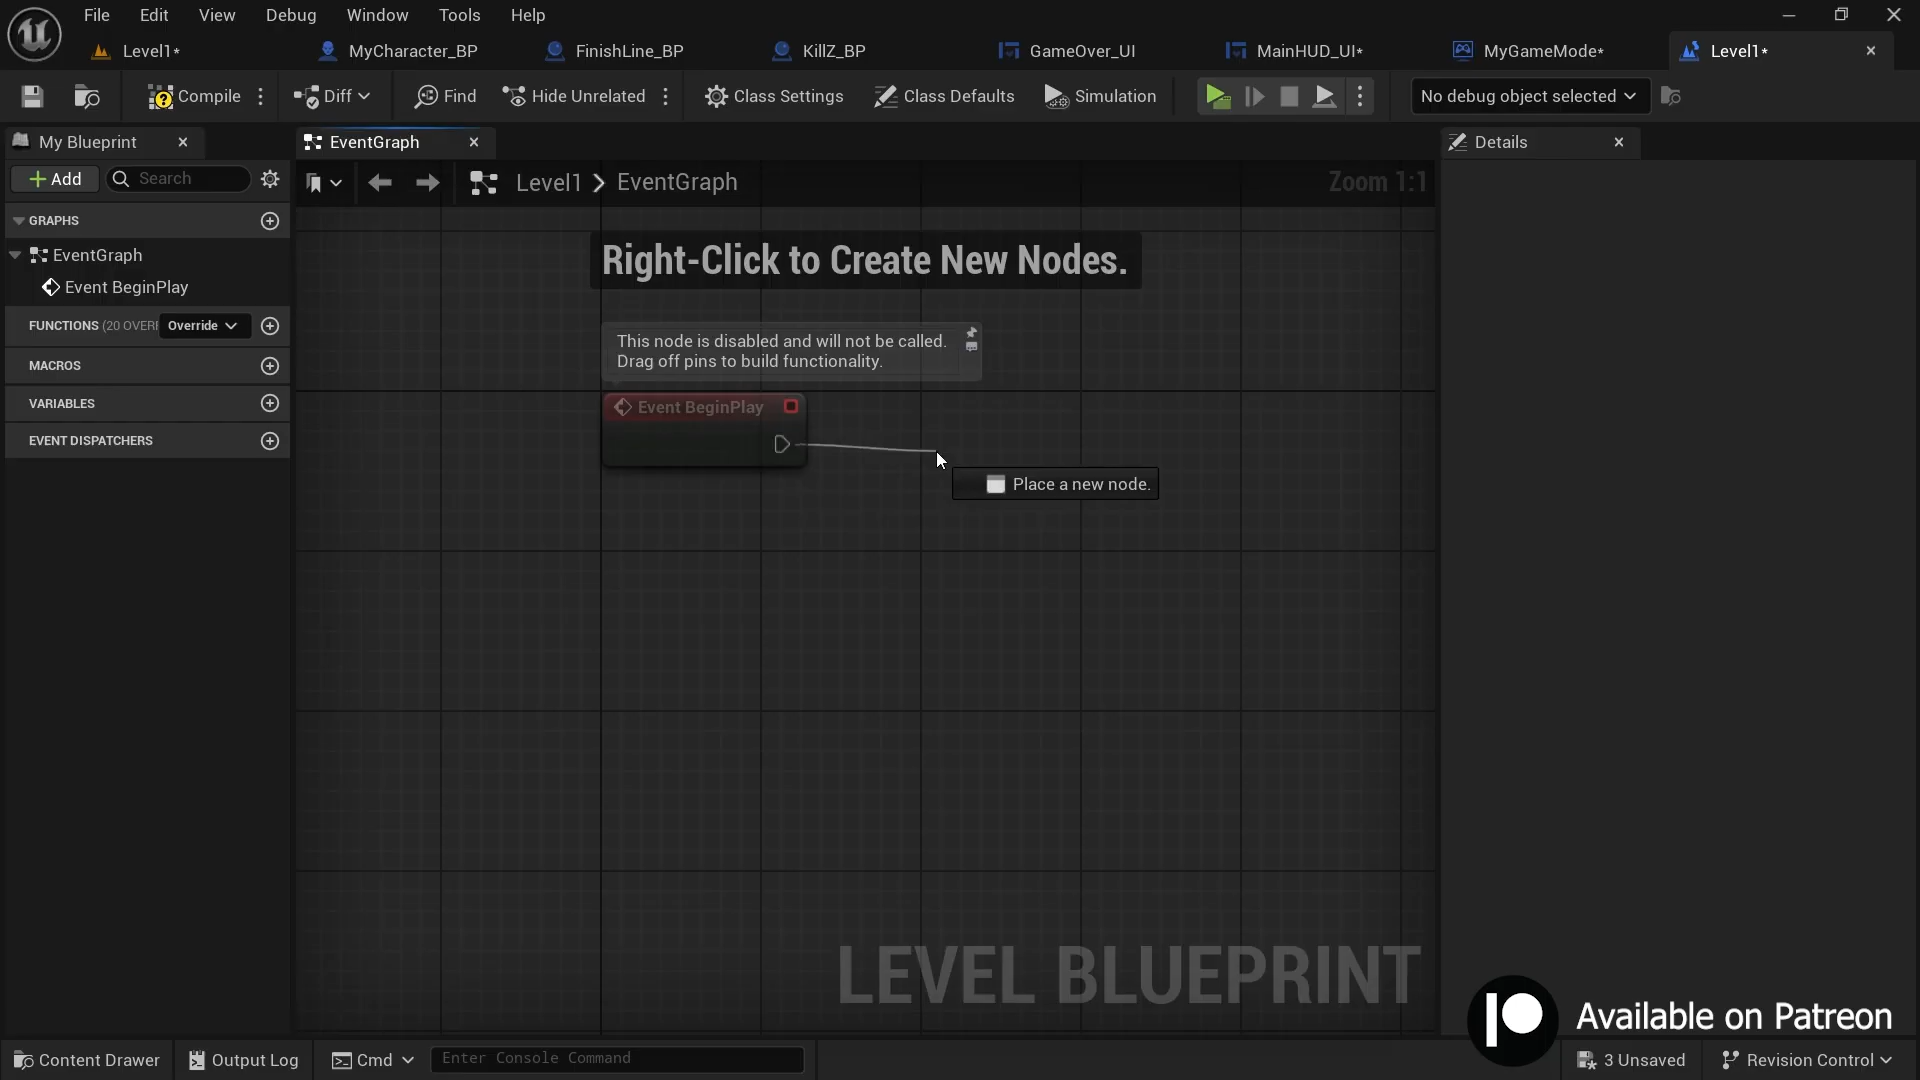 File Edit View Debug Window Tools Help
Level1* MyCharacter_BP FinishLine_BP KillZ_BP GameOver_UI MainHUD_UI* MyGameMode* Level1*
Compile Diff Find Hide Unrelated Class Settings Class Defaults Simulation No debug object selected
My Blueprint EventGraph Details
Add Search Level1 EventGraph Zoom 1:1
GRAPHS
EventGraph
Event BeginPlay
FUNCTIONS (20 OVERR Override
MACROS
VARIABLES
EVENT DISPATCHERS
Right-Click to Create New Nodes.
This node is disabled and will not be called.
Drag off pins to build functionality.
Event BeginPlay
Place a new node.
LEVEL BLUEPRINT
Available on Patreon
Content Drawer Output Log Cmd Enter Console Command 3 Unsaved Revision Control